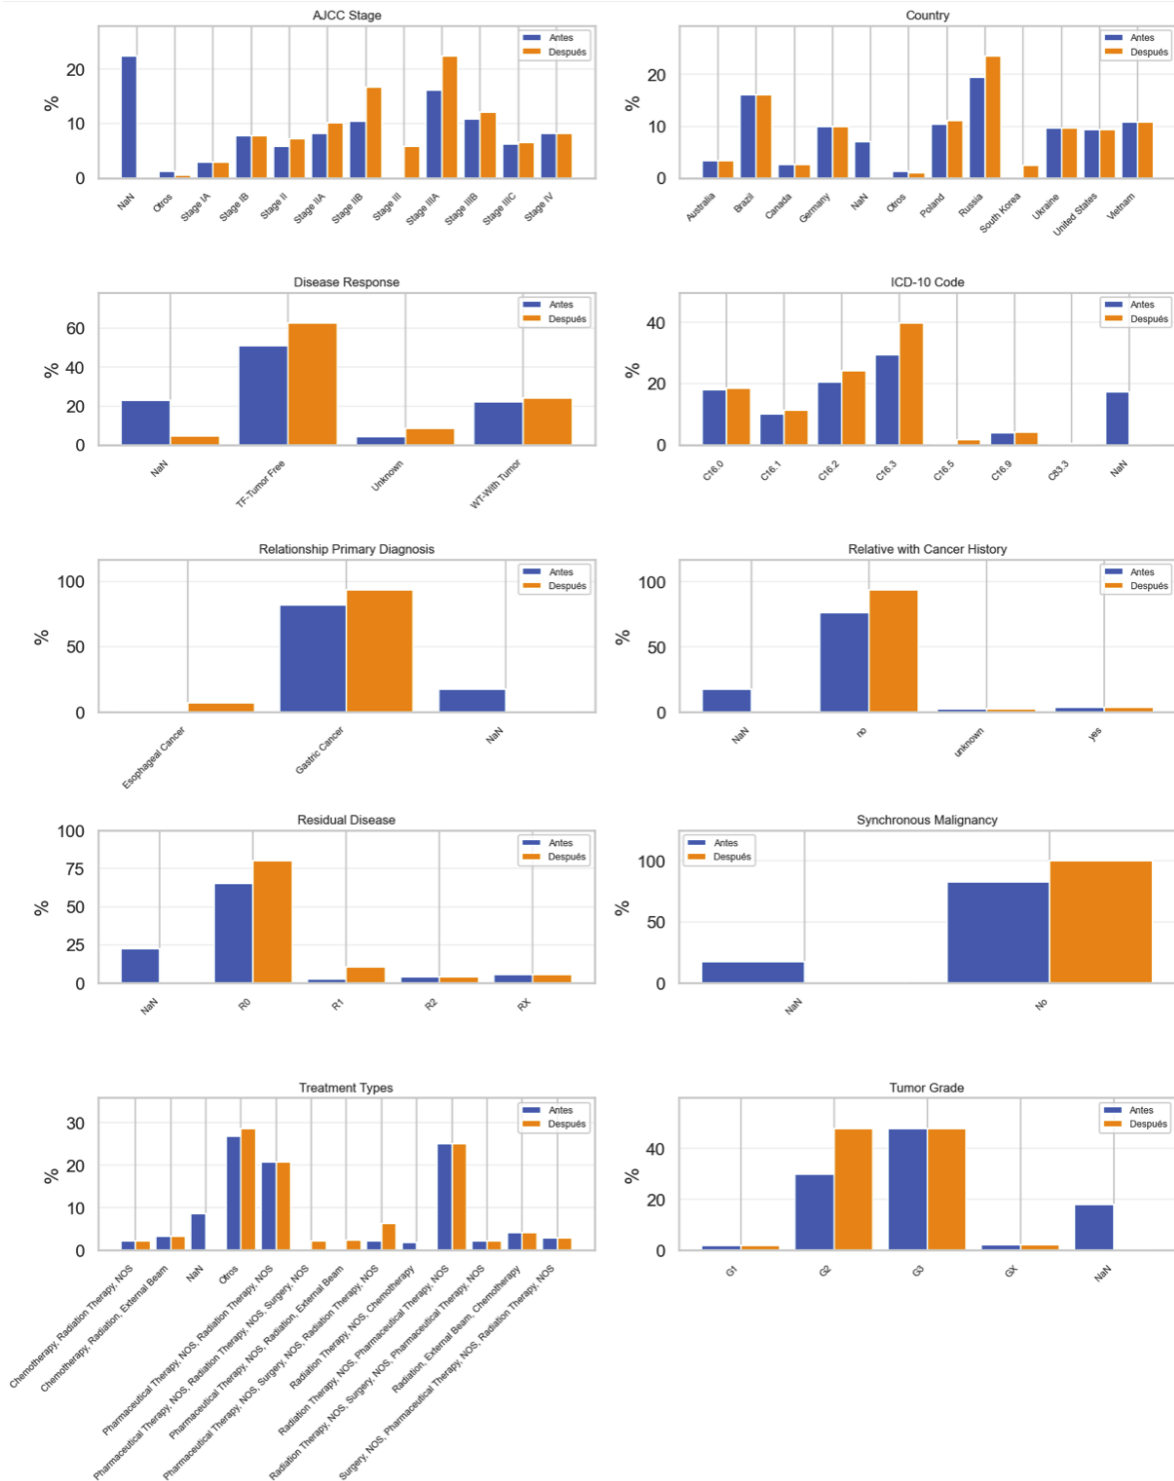 AJCC Stage
%
20
10
0
Antes
Después
NaN
Otros
Stage IA
Stage IB
Stage II
Stage IIA
Stage IIB
Stage III
Stage IIIA
Stage IIIB
Stage IIIC
Stage IV
Country
%
20
10
0
Antes
Después
Australia
Brazil
Canada
Germany
NaN
Otros
Poland
Russia
South Korea
Ukraine
United States
Vietnam
Disease Response
%
60
40
20
0
Antes
Después
NaN
TF-Tumor Free
Unknown
WT-With Tumor
ICD-10 Code
%
40
20
0
Antes
Después
C16.0
C16.1
C16.2
C16.3
C16.5
C16.9
C83.3
NaN
Relationship Primary Diagnosis
%
100
50
0
Antes
Después
Esophageal Cancer
Gastric Cancer
NaN
Relative with Cancer History
%
100
50
0
Antes
Después
NaN
no
unknown
yes
Residual Disease
%
100
75
50
25
0
Antes
Después
NaN
R0
R1
R2
RX
Synchronous Malignancy
%
100
50
0
Antes
Después
NaN
No
Treatment Types
%
30
20
10
0
Antes
Después
Chemotherapy, Radiation Therapy, NOS
Chemotherapy, Radiation, External Beam
NaN
Otros
Pharmaceutical Therapy, NOS, Radiation Therapy, NOS
Pharmaceutical Therapy, NOS, Radiation Therapy, NOS, Surgery, NOS
Pharmaceutical Therapy, NOS, Radiation, External Beam
Pharmaceutical Therapy, NOS, Surgery, NOS, Radiation Therapy, NOS
Radiation Therapy, NOS, Chemotherapy
Radiation Therapy, NOS, Pharmaceutical Therapy, NOS
Radiation Therapy, NOS, Surgery, NOS, Pharmaceutical Therapy, NOS
Radiation, External Beam, Chemotherapy
Surgery, NOS, Pharmaceutical Therapy, NOS, Radiation Therapy, NOS
Tumor Grade
%
40
20
0
Antes
Después
G1
G2
G3
GX
NaN